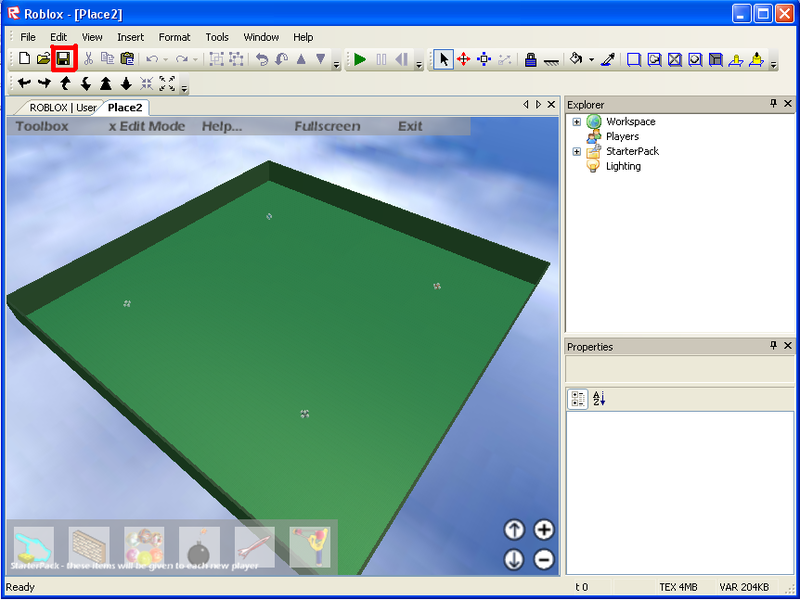 Roblox - [Place2]
File Edit View Insert Format Tools Window Help
ROBLOX | User Place2
Toolbox x Edit Mode Help... Fullscreen Exit
Explorer
Workspace
Players
StarterPack
Lighting
Properties
A
Z
StarterPack - these items will be given to each new player
Ready t 0 TEX 4MB VAR 204KB